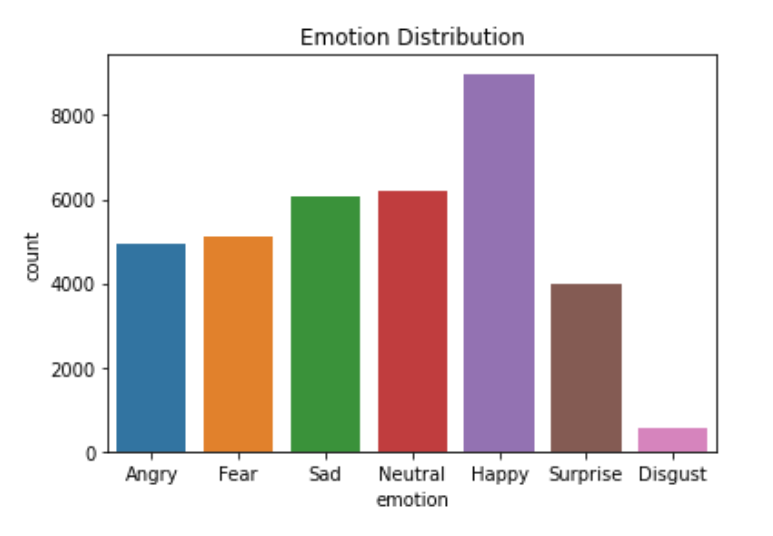 Emotion Distribution
8000
6000
4000
2000
0
count
Angry Fear Sad Neutral Happy Surprise Disgust
emotion